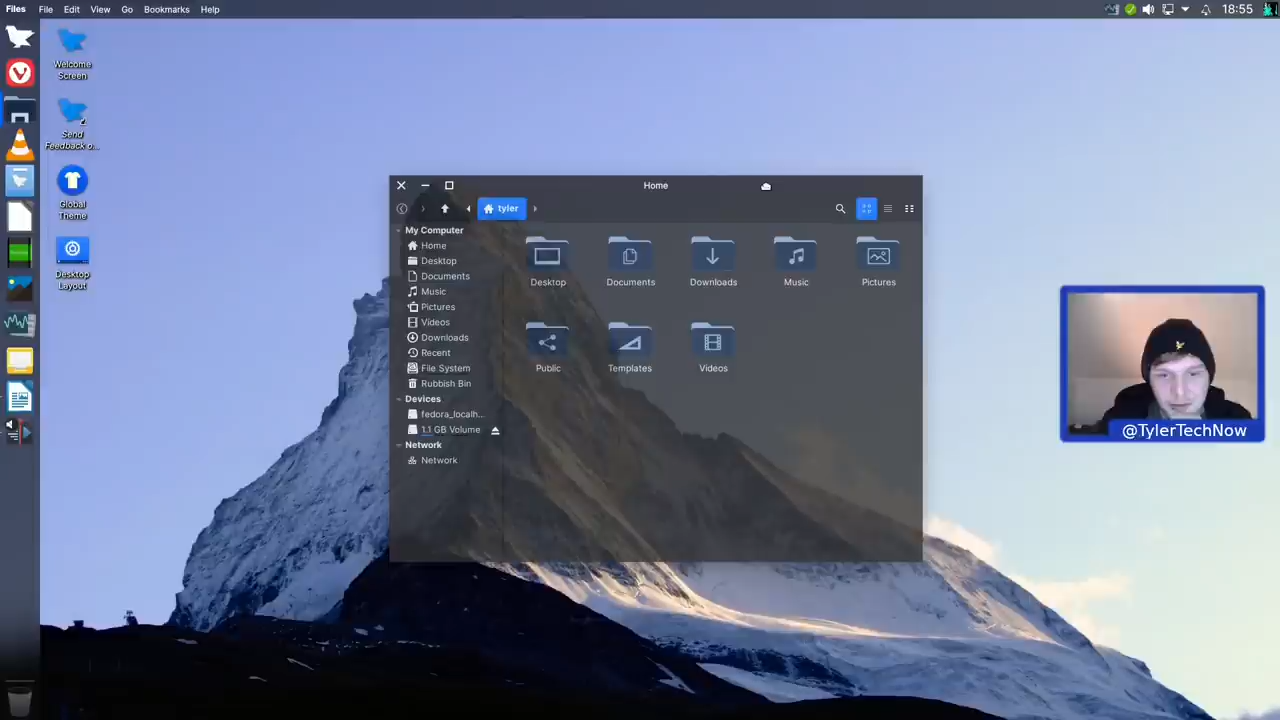 Files File Edit View Go Bookmarks Help 18:55
Welcome
Screen
Send
Feedback o...
Global
Theme
Desktop
Layout
Home
tyler
My Computer
Home
Desktop
Documents
Music
Pictures
Videos
Downloads
Recent
File System
Rubbish Bin
Devices
fedora_localh...
1.1 GB Volume
Network
Network
Desktop Documents Downloads Music Pictures
Public Templates Videos
@TylerTechNow